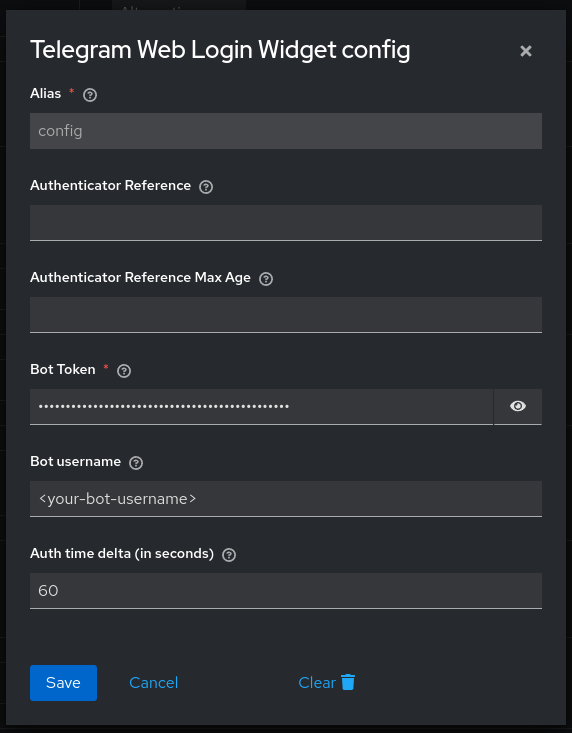 Telegram Web Login Widget config
Alias *
config
Authenticator Reference
Authenticator Reference Max Age
Bot Token *
••••••••••••••••••••••••••••••••••••••••••••••
Bot username
<your-bot-username>
Auth time delta (in seconds)
60
Save Cancel Clear